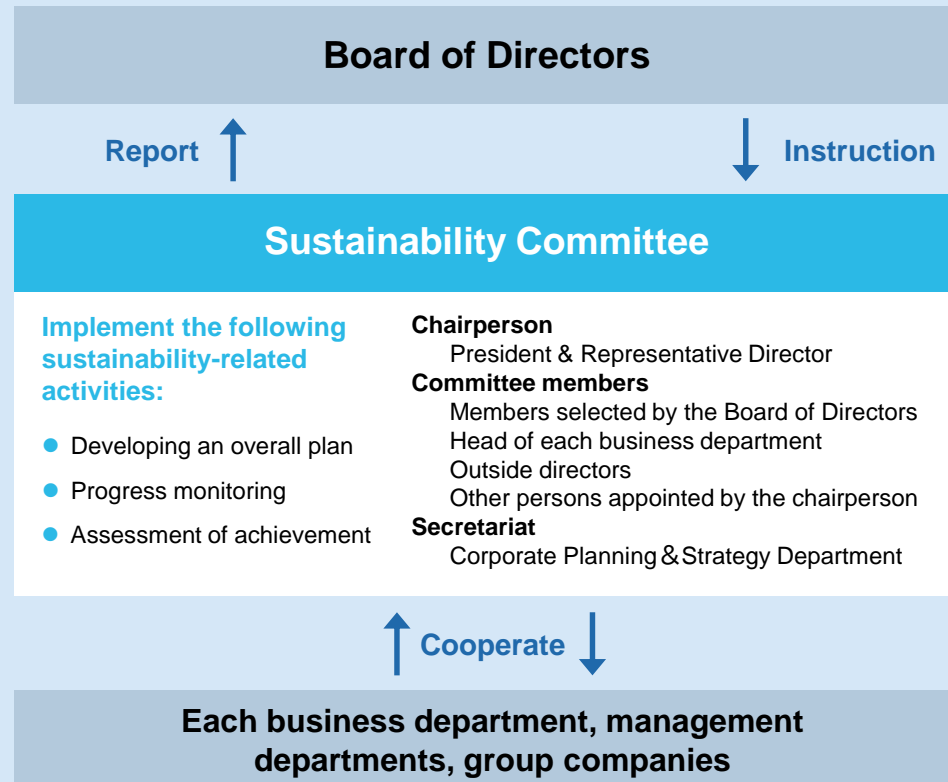 Board of Directors
Report
Instruction
Sustainability Committee
Implement the following
sustainability-related
activities:
● Developing an overall plan
● Progress monitoring
● Assessment of achievement
Chairperson
President & Representative Director
Committee members
Members selected by the Board of Directors
Head of each business department
Outside directors
Other persons appointed by the chairperson
Secretariat
Corporate Planning&Strategy Department
Cooperate
Each business department, management
departments, group companies